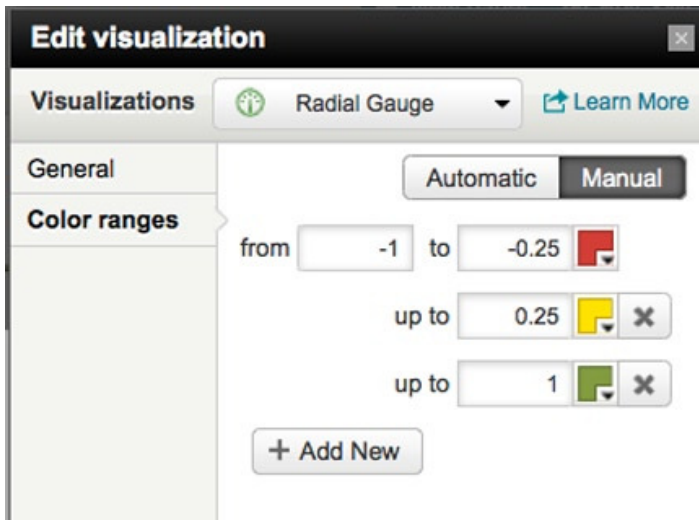 Edit visualization
Visualizations Radial Gauge Learn More
General
Automatic Manual
Color ranges
from -1 to -0.25
up to 0.25
up to 1
+ Add New